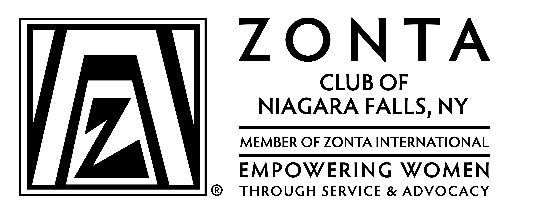 ZONTA
CLUB OF
NIAGARA FALLS, NY
MEMBER OF ZONTA INTERNATIONAL
EMPOWERING WOMEN
THROUGH SERVICE & ADVOCACY
Z
®